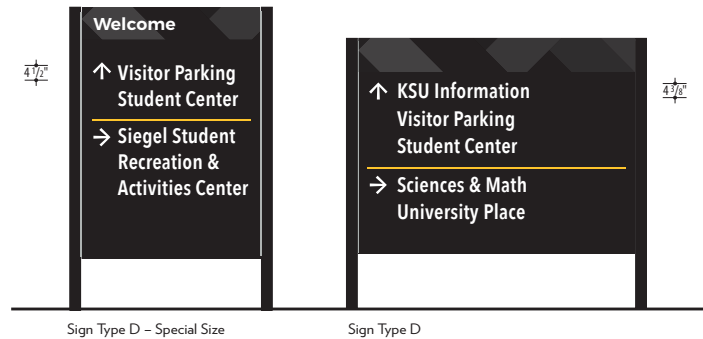 Welcome
4 1/2"
↑ Visitor Parking
Student Center
→ Siegel Student
Recreation &
Activities Center
↑ KSU Information
Visitor Parking
Student Center
→ Sciences & Math
University Place
4 3/8"
Sign Type D – Special Size
Sign Type D